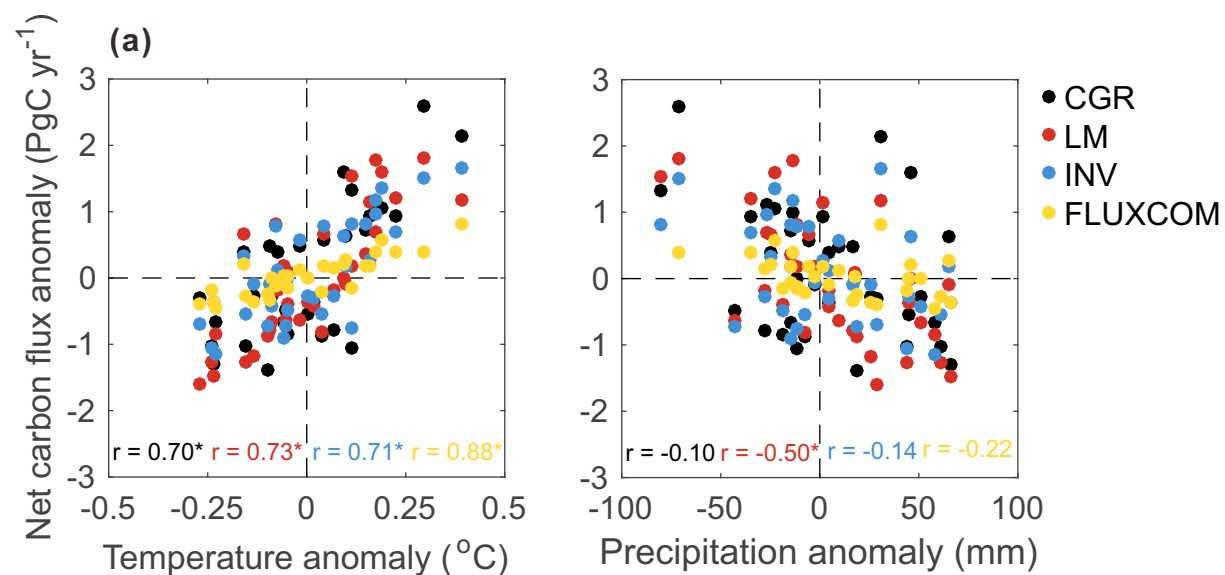 (a)
Net carbon flux anomaly (PgC yr⁻¹)
3
2
1
0
-1
-2
-3
r = 0.70* r = 0.73* r = 0.71* r = 0.88*
-0.5 -0.25 0 0.25 0.5
Temperature anomaly (°C)
3
2
1
0
-1
-2
-3
r = -0.10 r = -0.50* r = -0.14 r = -0.22
-100 -50 0 50 100
Precipitation anomaly (mm)
CGR
LM
INV
FLUXCOM